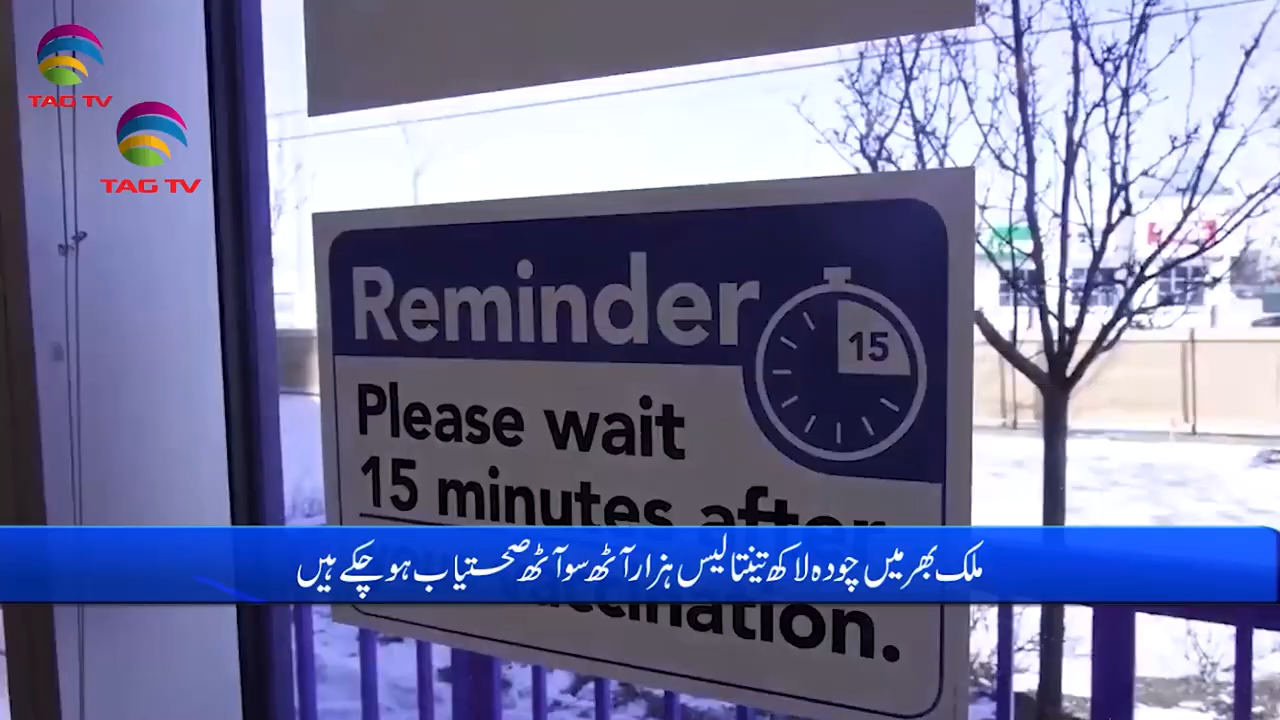 TAG TV
TAG TV
Reminder
15
Please wait
15 minutes after
ملک بھر میں چودہ لاکھ تینتالیس ہزار آٹھ سو آٹھ صحتیاب ہو چکے ہیں